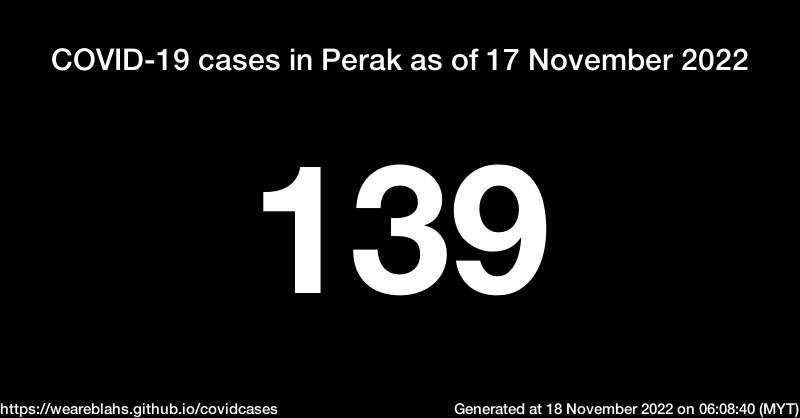 COVID-19 cases in Perak as of 17 November 2022
139
https://weareblahs.github.io/covidcases
Generated at 18 November 2022 on 06:08:40 (MYT)